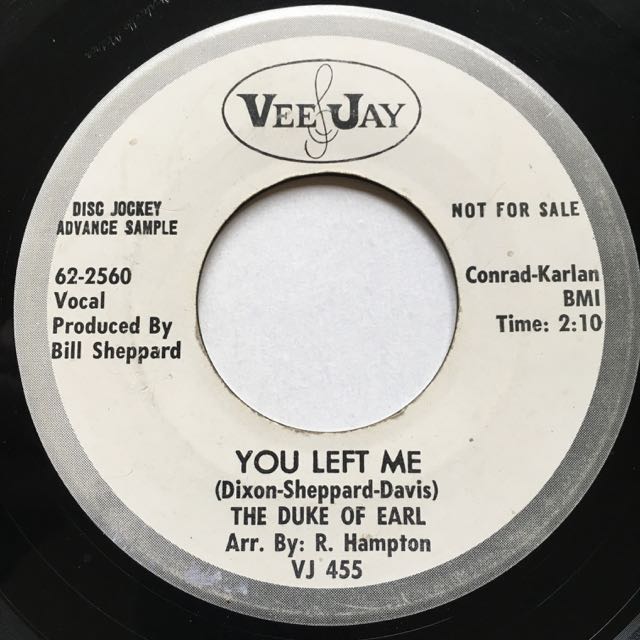 VEE JAY
DISC JOCKEY
ADVANCE SAMPLE
NOT FOR SALE
62-2560
Vocal
Produced By
Bill Sheppard
Conrad-Karlan
BMI
Time: 2:10
YOU LEFT ME
(Dixon-Sheppard-Davis)
THE DUKE OF EARL
Arr. By: R. Hampton
VJ 455